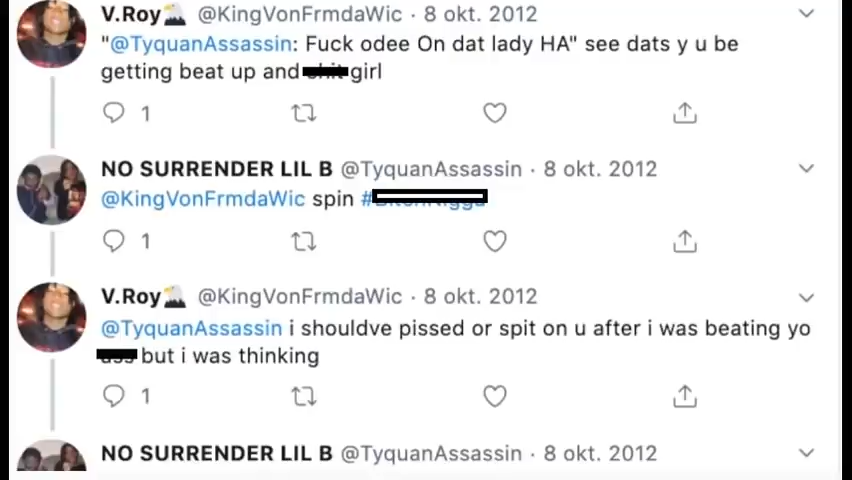 V.Roy @KingVonFrmdaWic · 8 okt. 2012
"@TyquanAssassin: Fuck odee On dat lady HA" see dats y u be
getting beat up and girl
1
NO SURRENDER LIL B @TyquanAssassin · 8 okt. 2012
@KingVonFrmdaWic spin #
1
V.Roy @KingVonFrmdaWic · 8 okt. 2012
@TyquanAssassin i shouldve pissed or spit on u after i was beating yo
but i was thinking
1
NO SURRENDER LIL B @TyquanAssassin · 8 okt. 2012